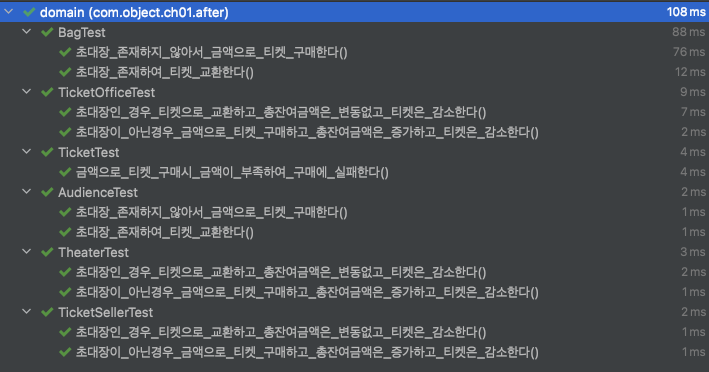 domain (com.object.ch01.after) 108 ms
BagTest 88 ms
초대장_존재하지_않아서_금액으로_티켓_구매한다() 76 ms
초대장_존재하여_티켓_교환한다() 12 ms
TicketOfficeTest 9 ms
초대장인_경우_티켓으로_교환하고_총잔여금액은_변동없고_티켓은_감소한다() 7 ms
초대장이_아닌경우_금액으로_티켓_구매하고_총잔여금액은_증가하고_티켓은_감소한다() 2 ms
TicketTest 4 ms
금액으로_티켓_구매시_금액이_부족하여_구매에_실패한다() 4 ms
AudienceTest 2 ms
초대장_존재하지_않아서_금액으로_티켓_구매한다() 1 ms
초대장_존재하여_티켓_교환한다() 1 ms
TheaterTest 3 ms
초대장인_경우_티켓으로_교환하고_총잔여금액은_변동없고_티켓은_감소한다() 2 ms
초대장이_아닌경우_금액으로_티켓_구매하고_총잔여금액은_증가하고_티켓은_감소한다() 1 ms
TicketSellerTest 2 ms
초대장인_경우_티켓으로_교환하고_총잔여금액은_변동없고_티켓은_감소한다() 1 ms
초대장이_아닌경우_금액으로_티켓_구매하고_총잔여금액은_증가하고_티켓은_감소한다() 1 ms